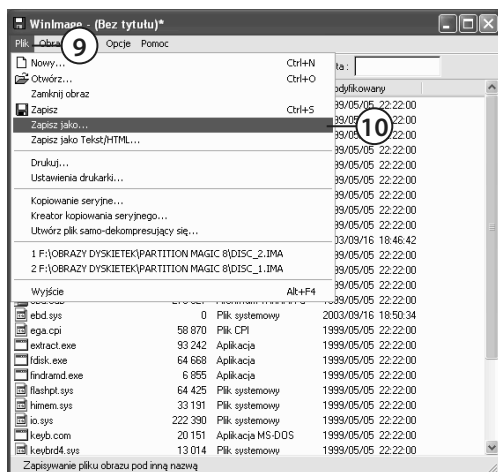 WinImage - (Bez tytułu)*
Plik Obra Opcje Pomoc
9
Nowy... Ctrl+N
Otwórz... Ctrl+O
Zamknij obraz
Zapisz Ctrl+S
Zapisz jako...
10
Zapisz jako Tekst/HTML...
Drukuj...
Ustawienia drukarki...
Kopiowanie seryjne...
Kreator kopiowania seryjnego...
Utwórz plik samo-dekompresujący się...
1 F:\OBRAZY DYSKIETEK\PARTITION MAGIC 8\DISC_2.IMA
2 F:\OBRAZY DYSKIETEK\PARTITION MAGIC 8\DISC_1.IMA
Wyjście Alt+F4
ta :
odyfikowany
99/05/05 22:22:00
22:22:00
22:22:00
99/05/05 22:22:00
99/05/05 22:22:00
99/05/05 22:22:00
99/05/05 22:22:00
99/05/05 22:22:00
99/05/05 22:22:00
03/09/16 18:46:42
99/05/05 22:22:00
99/05/05 22:22:00
99/05/05 22:22:00
1999/05/05 22:22:00
ebd.sys 0 Plik systemowy 2003/09/16 18:50:34
ega.cpi 58 870 Plik CPI 1999/05/05 22:22:00
extract.exe 93 242 Aplikacja 1999/05/05 22:22:00
fdisk.exe 64 668 Aplikacja 1999/05/05 22:22:00
findramd.exe 6 855 Aplikacja 1999/05/05 22:22:00
flashpt.sys 64 425 Plik systemowy 1999/05/05 22:22:00
himem.sys 33 191 Plik systemowy 1999/05/05 22:22:00
io.sys 222 390 Plik systemowy 1999/05/05 22:22:00
keyb.com 20 151 Aplikacja MS-DOS 1999/05/05 22:22:00
keybrd4.sys 13 014 Plik systemowy 1999/05/05 22:22:00
Zapisywanie pliku obrazu pod inną nazwą